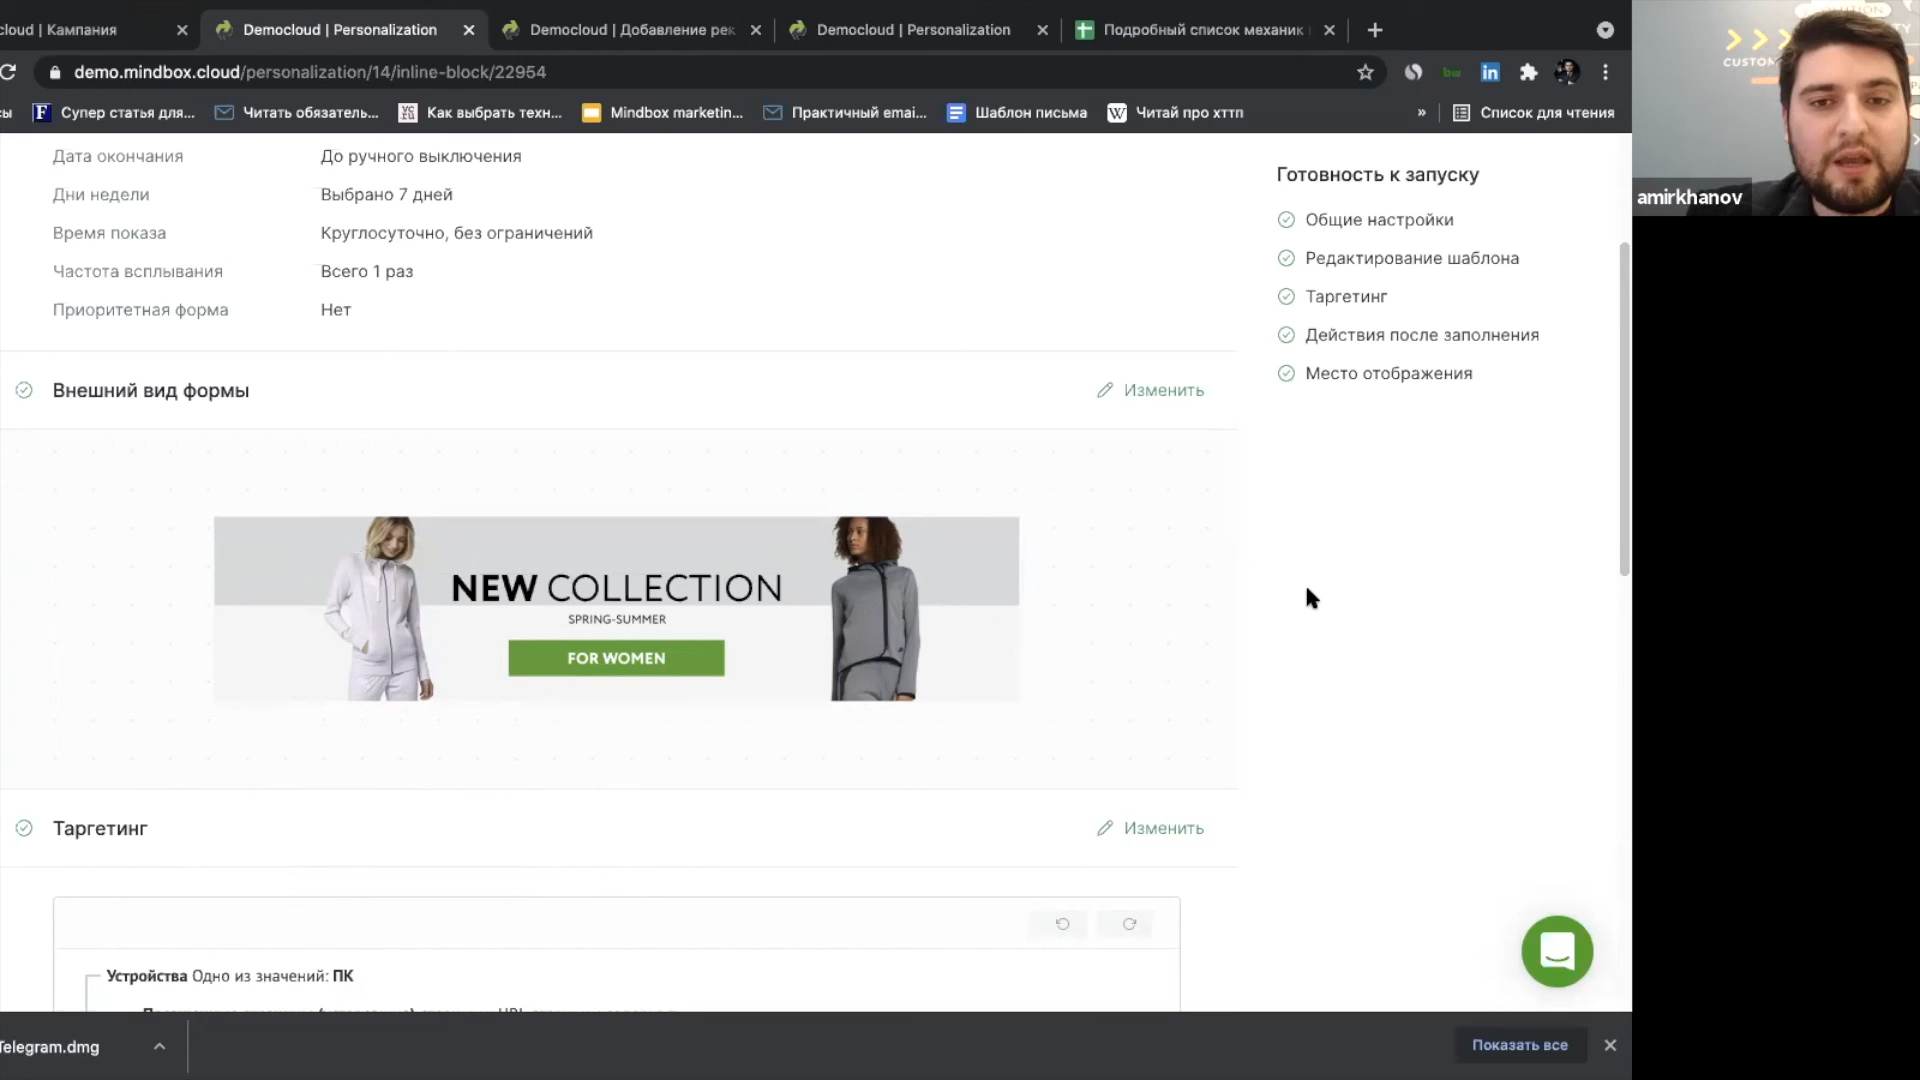 cloud | Кампания
Democloud | Personalization
Democloud | Добавление рек
Democloud | Personalization
Подробный список механик
demo.mindbox.cloud/personalization/14/inline-block/22954
Супер статья для...
Читать обязатель...
Как выбрать техн...
Mindbox marketin...
Практичный emai...
Шаблон письма
Читай про хттп
»
Список для чтения
Дата окончания До ручного выключения
Дни недели Выбрано 7 дней
Время показа Круглосуточно, без ограничений
Частота всплывания Всего 1 раз
Приоритетная форма Нет
Внешний вид формы
Изменить
NEW COLLECTION
SPRING-SUMMER
FOR WOMEN
Таргетинг
Изменить
Устройства Одно из значений: ПК
Готовность к запуску
Общие настройки
Редактирование шаблона
Таргетинг
Действия после заполнения
Место отображения
amirkhanov
Telegram.dmg
Показать все